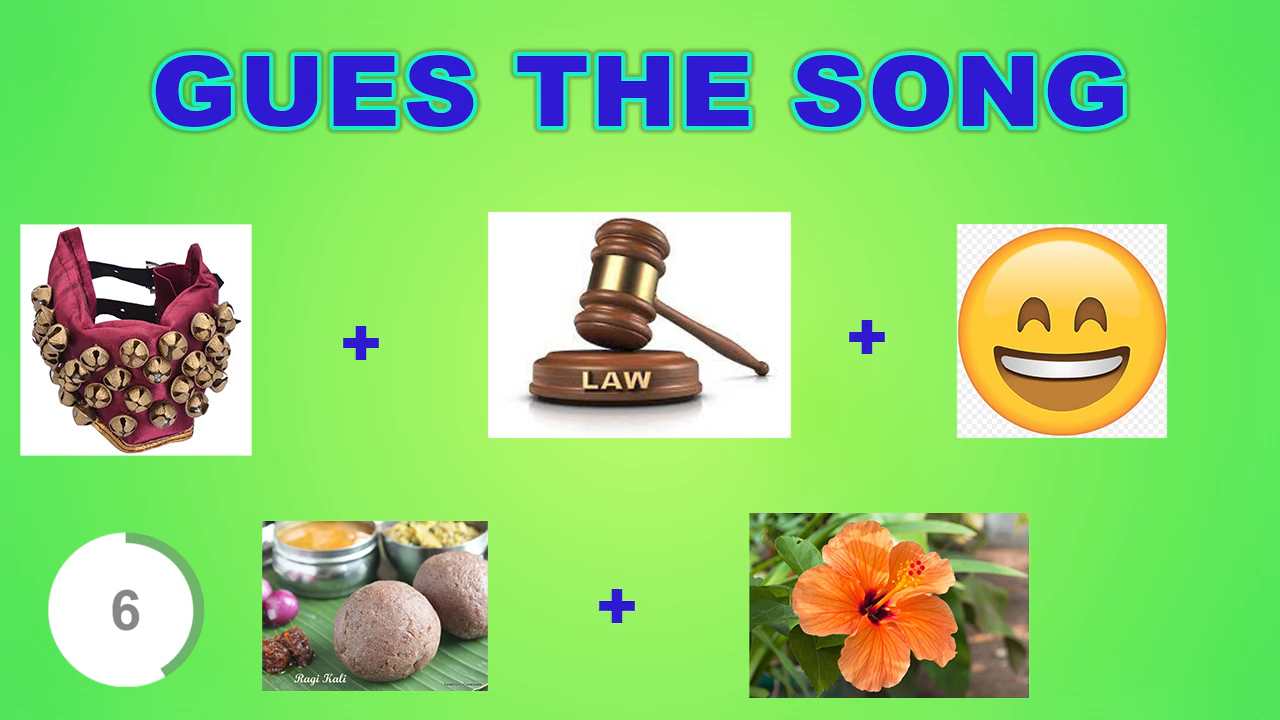 GUES THE SONG
+
LAW
+
6
Ragi Kali
+